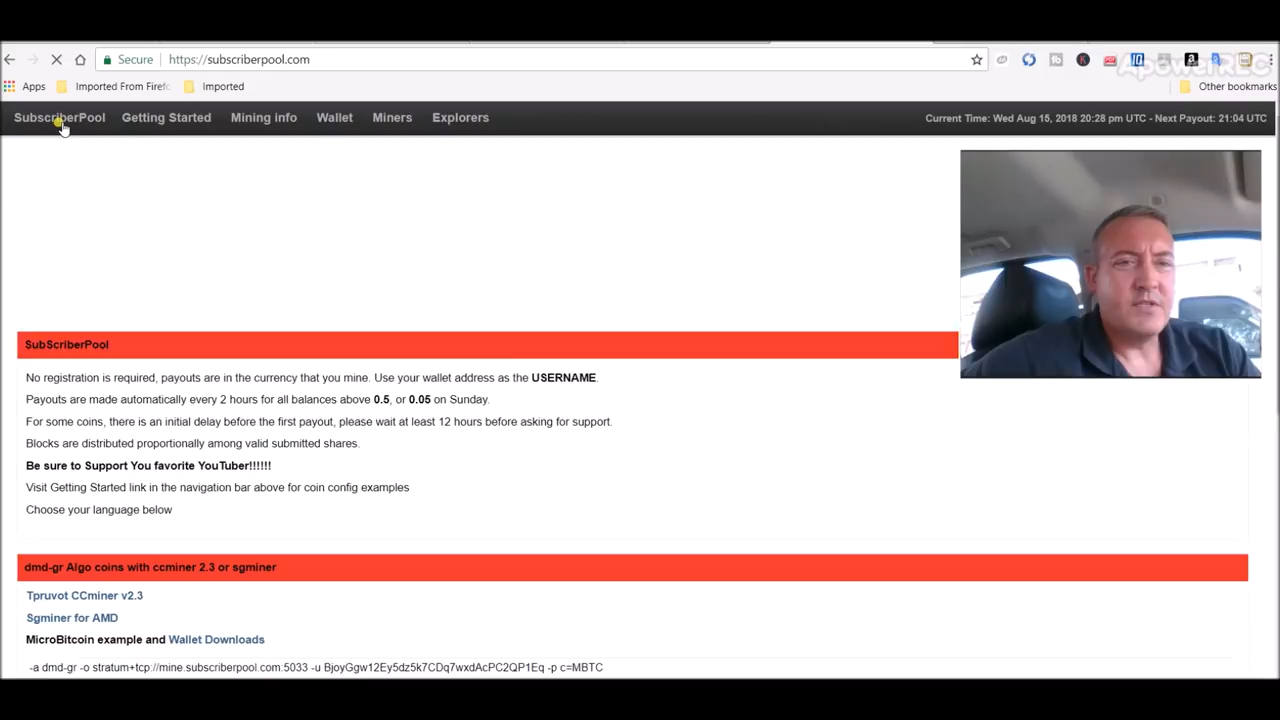 ApowerREC
Secure https://subscriberpool.com
Apps Imported From Firefc Imported Other bookmarks
SubscriberPool Getting Started Mining info Wallet Miners Explorers Current Time: Wed Aug 15, 2018 20:28 pm UTC - Next Payout: 21:04 UTC
SubScriberPool
No registration is required, payouts are in the currency that you mine. Use your wallet address as the USERNAME.
Payouts are made automatically every 2 hours for all balances above 0.5, or 0.05 on Sunday.
For some coins, there is an initial delay before the first payout, please wait at least 12 hours before asking for support.
Blocks are distributed proportionally among valid submitted shares.
Be sure to Support You favorite YouTuber!!!!!!
Visit Getting Started link in the navigation bar above for coin config examples
Choose your language below
dmd-gr Algo coins with ccminer 2.3 or sgminer
Tpruvot CCminer v2.3
Sgminer for AMD
MicroBitcoin example and Wallet Downloads
-a dmd-gr -o stratum+tcp://mine.subscriberpool.com:5033 -u BjoyGgw12Ey5dz5k7CDq7wxdAcPC2QP1Eq -p c=MBTC